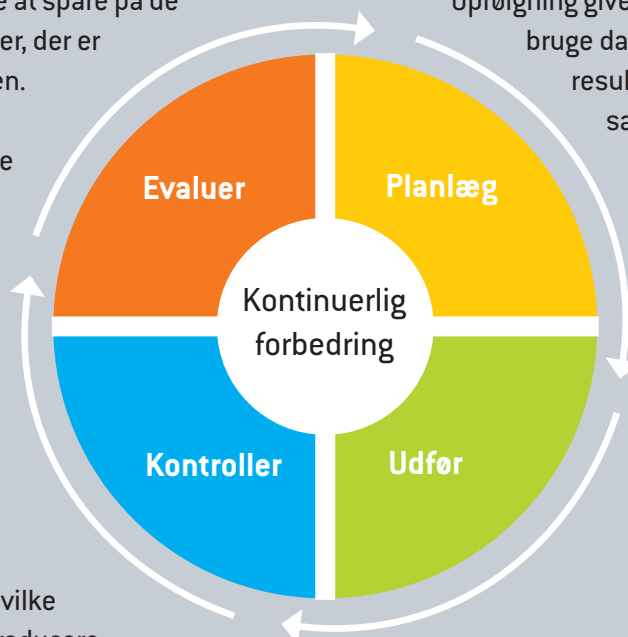 at spare på de
er, der er
en.
e
Opfølgning give
bruge da
resul
sa
Evaluer
Planlæg
Kontinuerlig
forbedring
Kontroller
Udfør
vilke